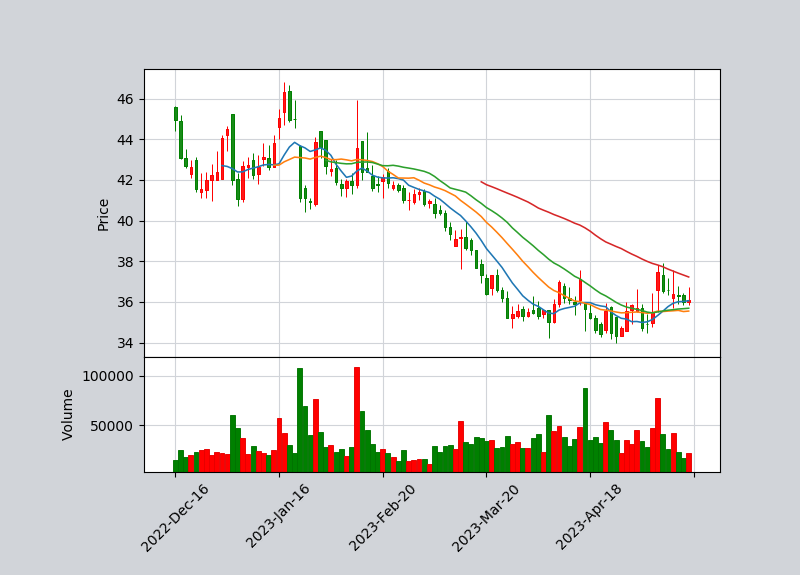 46
44
42
40
38
36
34
Price
100000
50000
Volume
2022-Dec-16
2023-Jan-16
2023-Feb-20
2023-Mar-20
2023-Apr-18